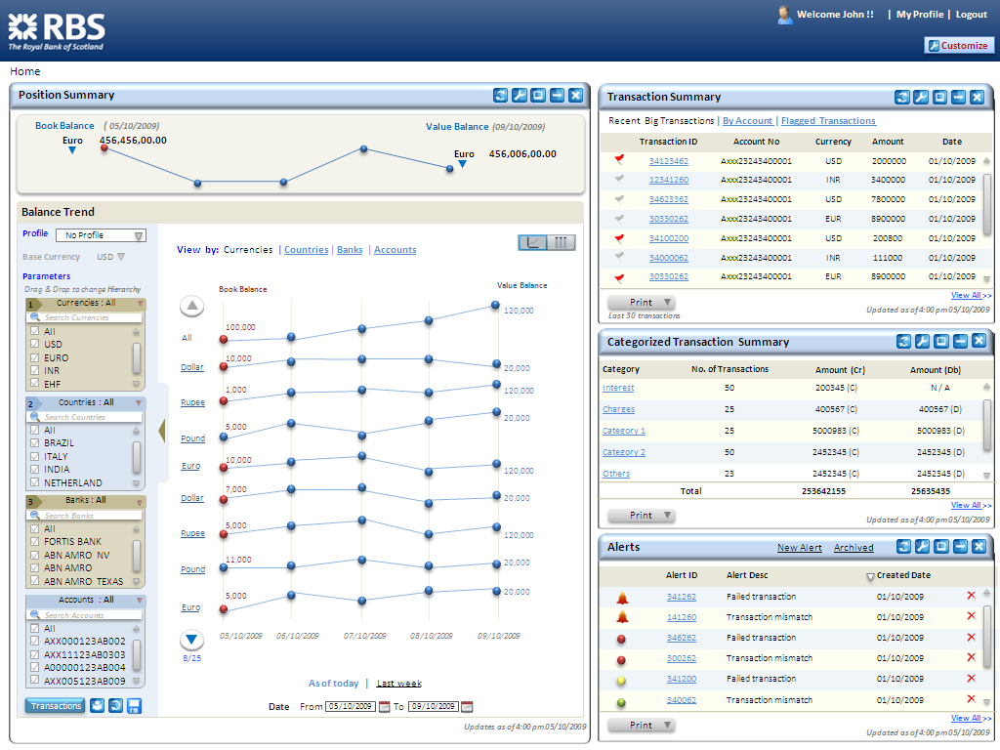 RBS
The Royal Bank of Scotland
Welcome John !! | My Profile | Logout
Customize
Home
Position Summary
Book Balance ( 05/10/2009)
Euro 456,456,00.00
Value Balance (09/10/2009)
Euro 456,006,00.00
Balance Trend
Profile No Profile
Base Currency USD
Parameters
Drag & Drop to change Hierarchy
1 Currencies : All
Search Currencies
All
USD
EURO
INR
EHF
2 Countries : All
Search Countries
All
BRAZIL
ITALY
INDIA
NETHERLAND
3 Banks : All
Search Banks
All
FORTIS BANK
ABN AMRO NV
ABN AMRO
ABN AMRO TEXAS
Accounts : All
Search Accounts
All
AXX000123AB002
AXX11123AB0303
A00000123AB004
AXX005123AB009
Transactions
View by: Currencies | Countries | Banks | Accounts
Book Balance Value Balance
All 100,000 120,000
Dollar 10,000 20,000
Rupee 1,000 120,000
Pound 5,000 20,000
Euro 10,000 120,000
Dollar 7,000 20,000
Rupee 5,000 120,000
Pound 11,000 20,000
Euro 5,000 20,000
05/10/2009 06/10/2009 07/10/2009 08/10/2009 09/10/2009
8/25
As of today | Last week
Date From 05/10/2009 To 09/10/2009
Updates as of 4:00 pm 05/10/2009
Transaction Summary
Recent Big Transactions | By Account | Flagged Transactions
Transaction ID Account No Currency Amount Date
34123462 Axxx23243400001 USD 2000000 01/10/2009
12341260 Axxx23243400001 INR 3400000 01/10/2009
34623362 Axxx23243400001 USD 7800000 01/10/2009
30330262 Axxx23243400001 EUR 8900000 01/10/2009
34100200 Axxx23243400001 USD 200800 01/10/2009
34000062 Axxx23243400001 INR 111000 01/10/2009
30330262 Axxx23243400001 EUR 8900000 01/10/2009
View All >>
Print
Last 30 transactions
Updated as of 4:00 pm 05/10/2009
Categorized Transaction Summary
Category No. of Transactions Amount (Cr) Amount (Db)
Interest 50 200345 (C) N / A
Charges 25 400567 (C) 400567 (D)
Category 1 25 5000983 (C) 5000983 (D)
Category 2 50 2452345 (C) 2452345 (D)
Others 23 2452345 (C) 2452345 (D)
Total 253642155 25635435
View All >>
Print
Updated as of 4:00 pm 05/10/2009
Alerts New Alert Archived
Alert ID Alert Desc Created Date
341262 Failed transaction 01/10/2009
141260 Transaction mismatch 01/10/2009
346262 Failed transaction 01/10/2009
300262 Transaction mismatch 01/10/2009
341200 Failed transaction 01/10/2009
340062 Transaction mismatch 01/10/2009
View All >>
Print
Updated as of 4:00 pm 05/10/2009